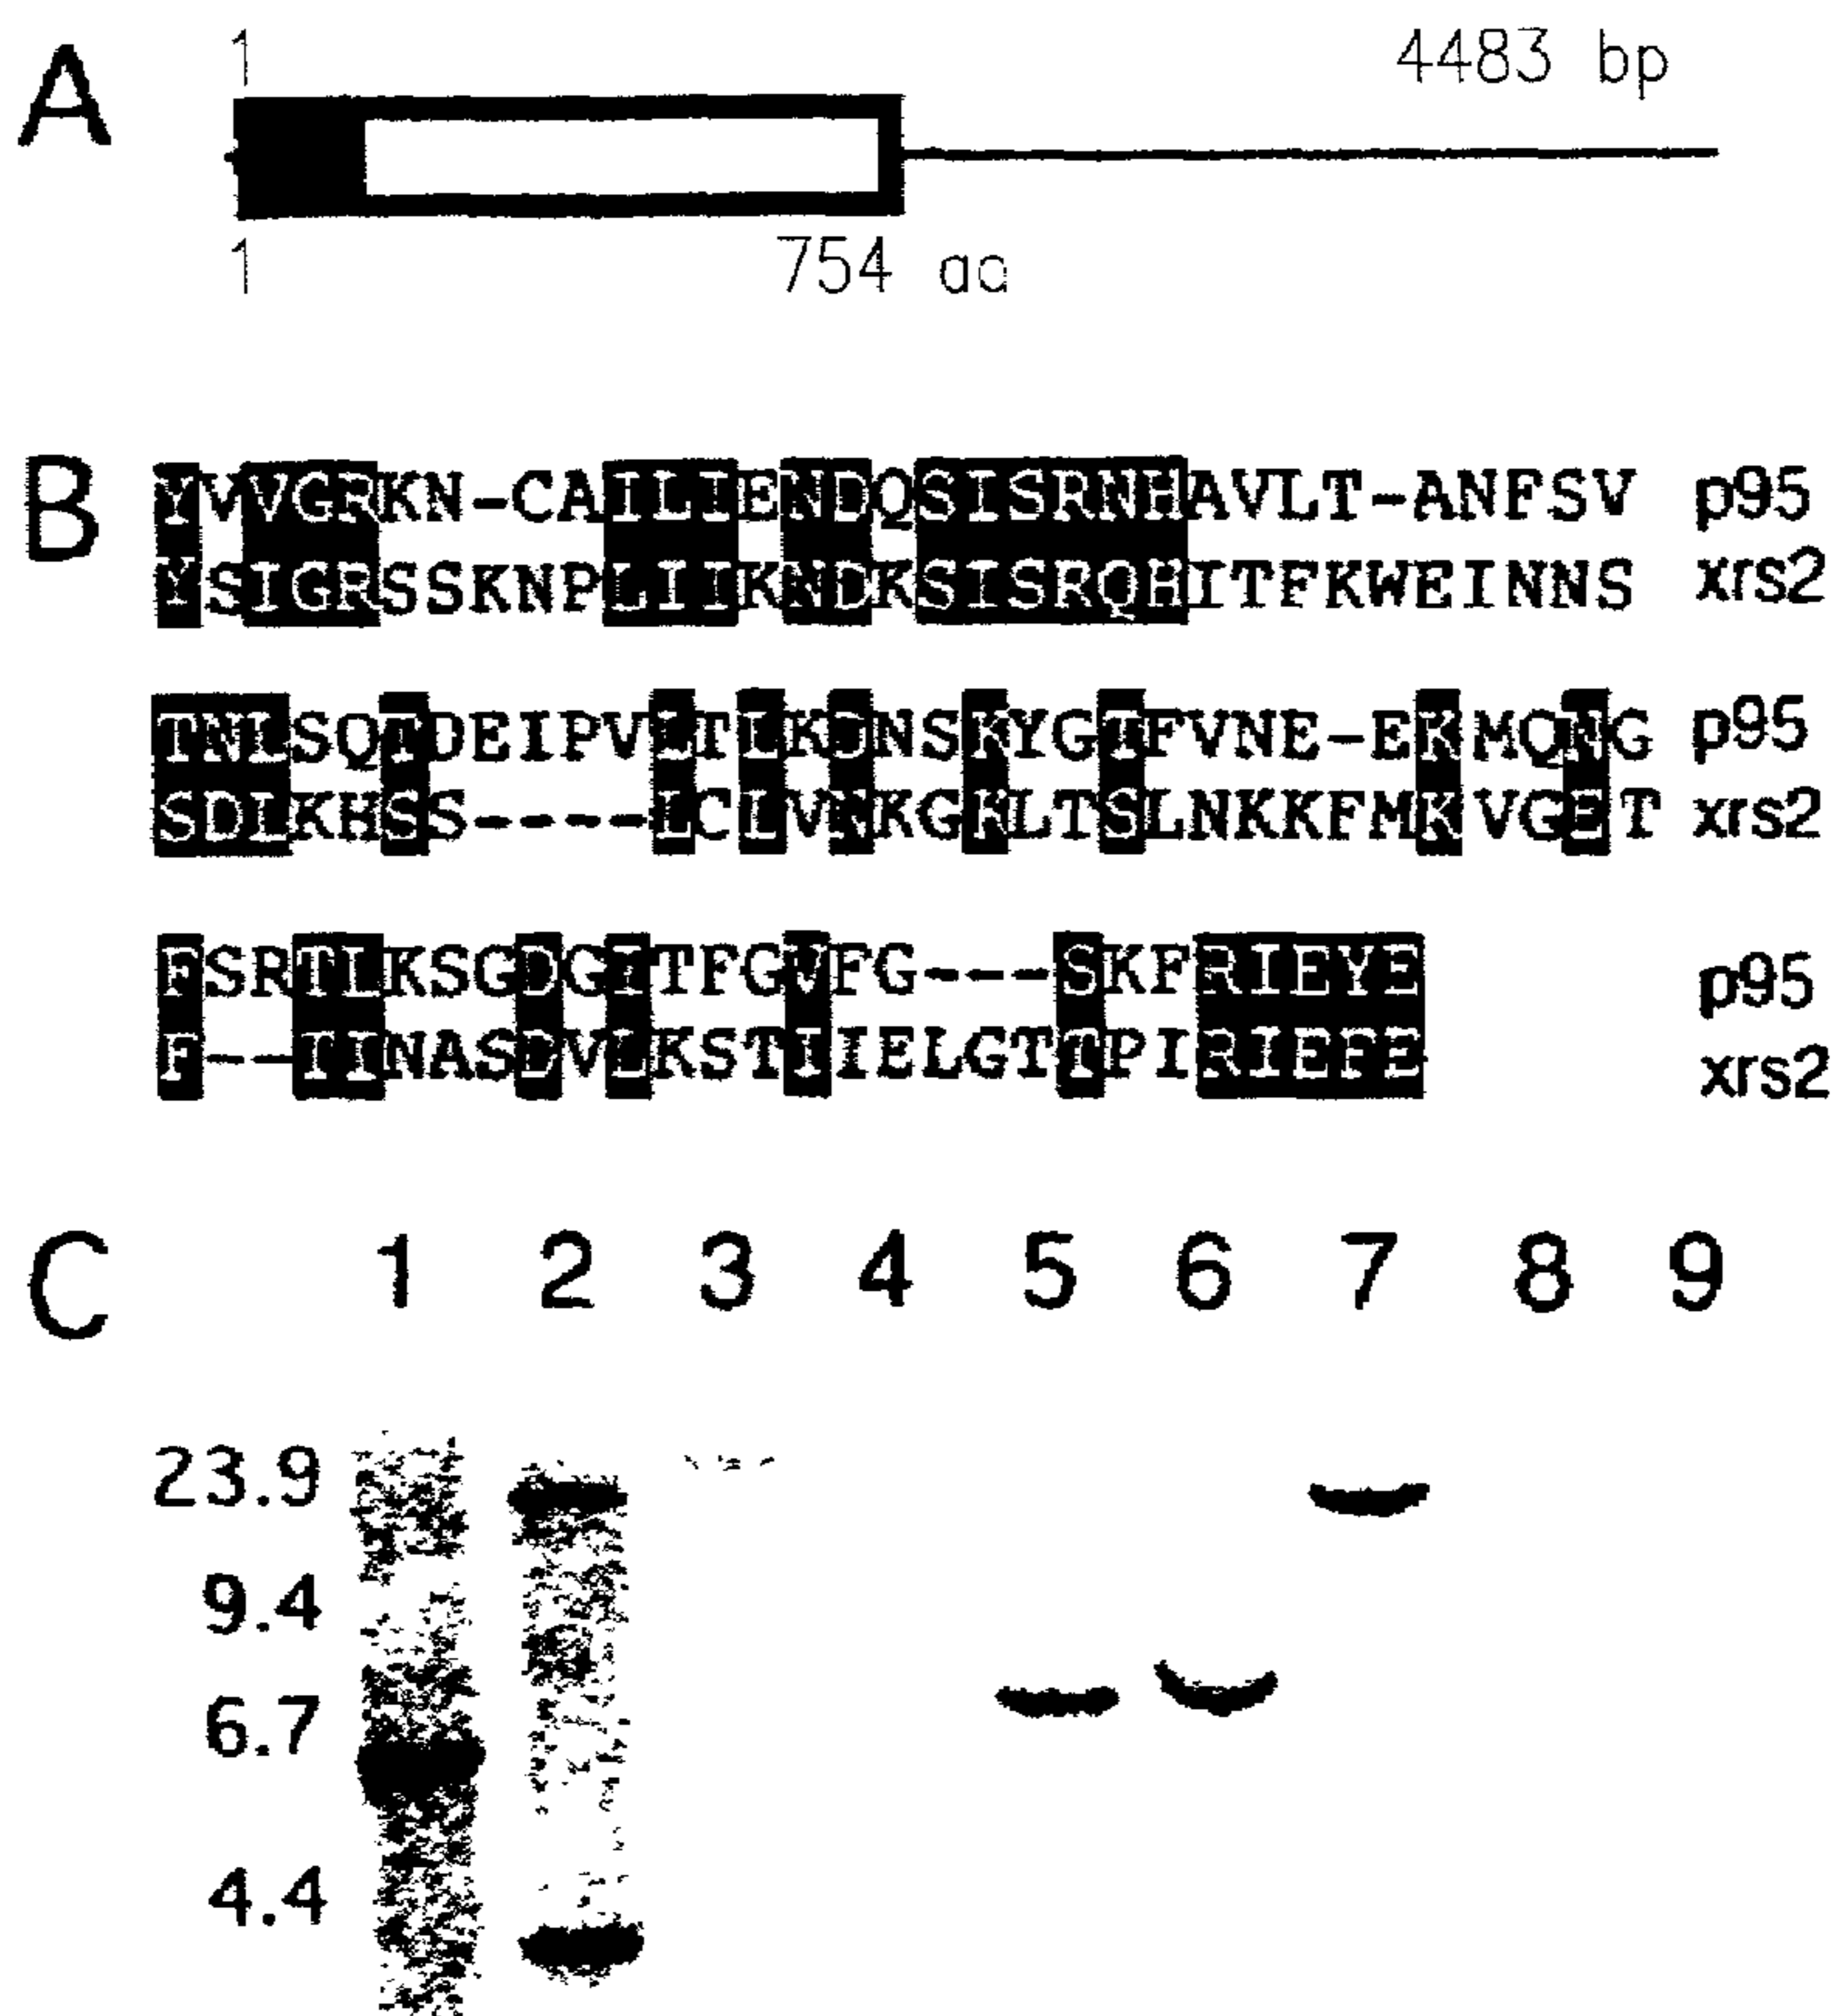 A
1
4483 bp
1
754 aa
B
YVVGRKN-CAILIENDQSISRNHAVLT-ANFSV p95
YSIGRSSKNPLIIKNDKSISRQHITFKWEINNS xrs2
TNLSQTDEIPVLTLKDNSKYGTFVNE-EKMQNG p95
SDLKHSS----LCLVNKGKLTSLNKKFMKVGET xrs2
FSRTLKSGDGITFGVFG---SKFRIEYE p95
F--TINASDVLKSTIIELGTTPIRIEFE xrs2
C
1 2 3 4 5 6 7 8 9
23.9
9.4
6.7
4.4